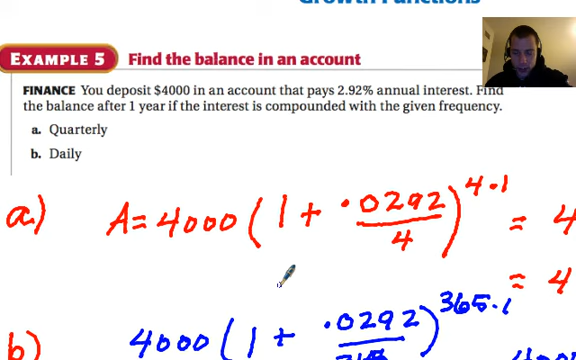 Growth Functions
EXAMPLE 5 Find the balance in an account
FINANCE You deposit $4000 in an account that pays 2.92% annual interest. Find
the balance after 1 year if the interest is compounded with the given frequency.
a. Quarterly
b. Daily
a) A = 4000 ( 1 + .0292 / 4 )^4·1 = 4
= 4
b) 4000 ( 1 + .0292 / )^365·1